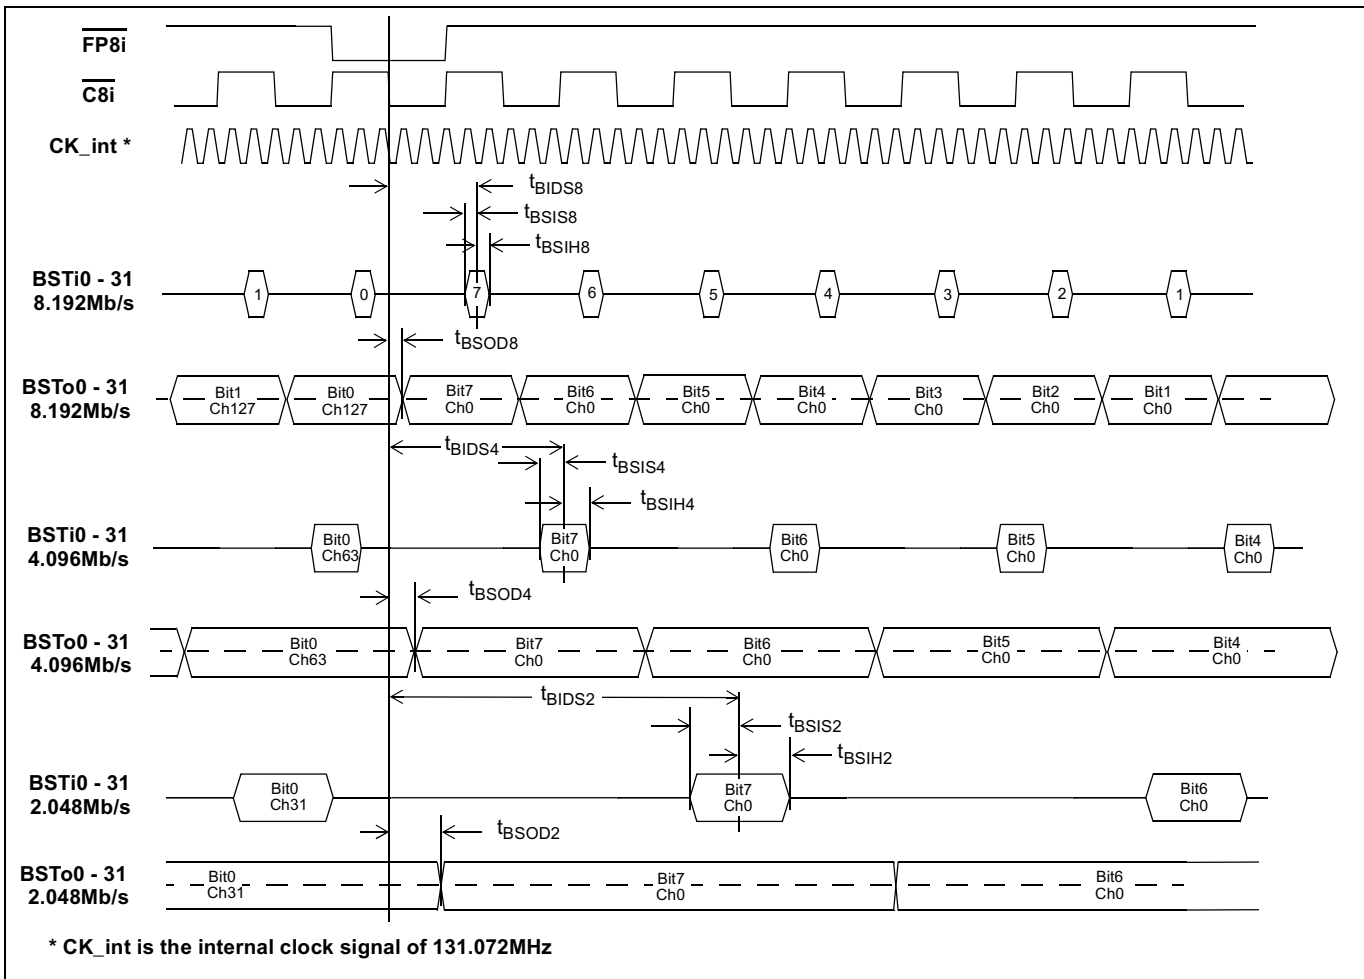 FP8i
C8i
CK_int *
tBIDS8
tBSIS8
tBSIH8
BSTi0 - 31
8.192Mb/s
1 0 7 6 5 4 3 2 1
tBSOD8
BSTo0 - 31
8.192Mb/s
Bit1
Ch127
Bit0
Ch127
Bit7
Ch0
Bit6
Ch0
Bit5
Ch0
Bit4
Ch0
Bit3
Ch0
Bit2
Ch0
Bit1
Ch0
tBIDS4
tBSIS4
tBSIH4
BSTi0 - 31
4.096Mb/s
Bit0
Ch63
Bit7
Ch0
Bit6
Ch0
Bit5
Ch0
Bit4
Ch0
tBSOD4
BSTo0 - 31
4.096Mb/s
Bit0
Ch63
Bit7
Ch0
Bit6
Ch0
Bit5
Ch0
Bit4
Ch0
tBIDS2
tBSIS2
tBSIH2
BSTi0 - 31
2.048Mb/s
Bit0
Ch31
Bit7
Ch0
Bit6
Ch0
tBSOD2
BSTo0 - 31
2.048Mb/s
Bit0
Ch31
Bit7
Ch0
Bit6
Ch0
* CK_int is the internal clock signal of 131.072MHz